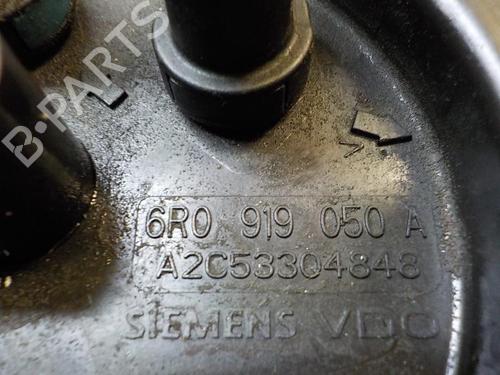 B-PARTS
6R0 919 050 A
A2C53304848
SIEMENS VDO